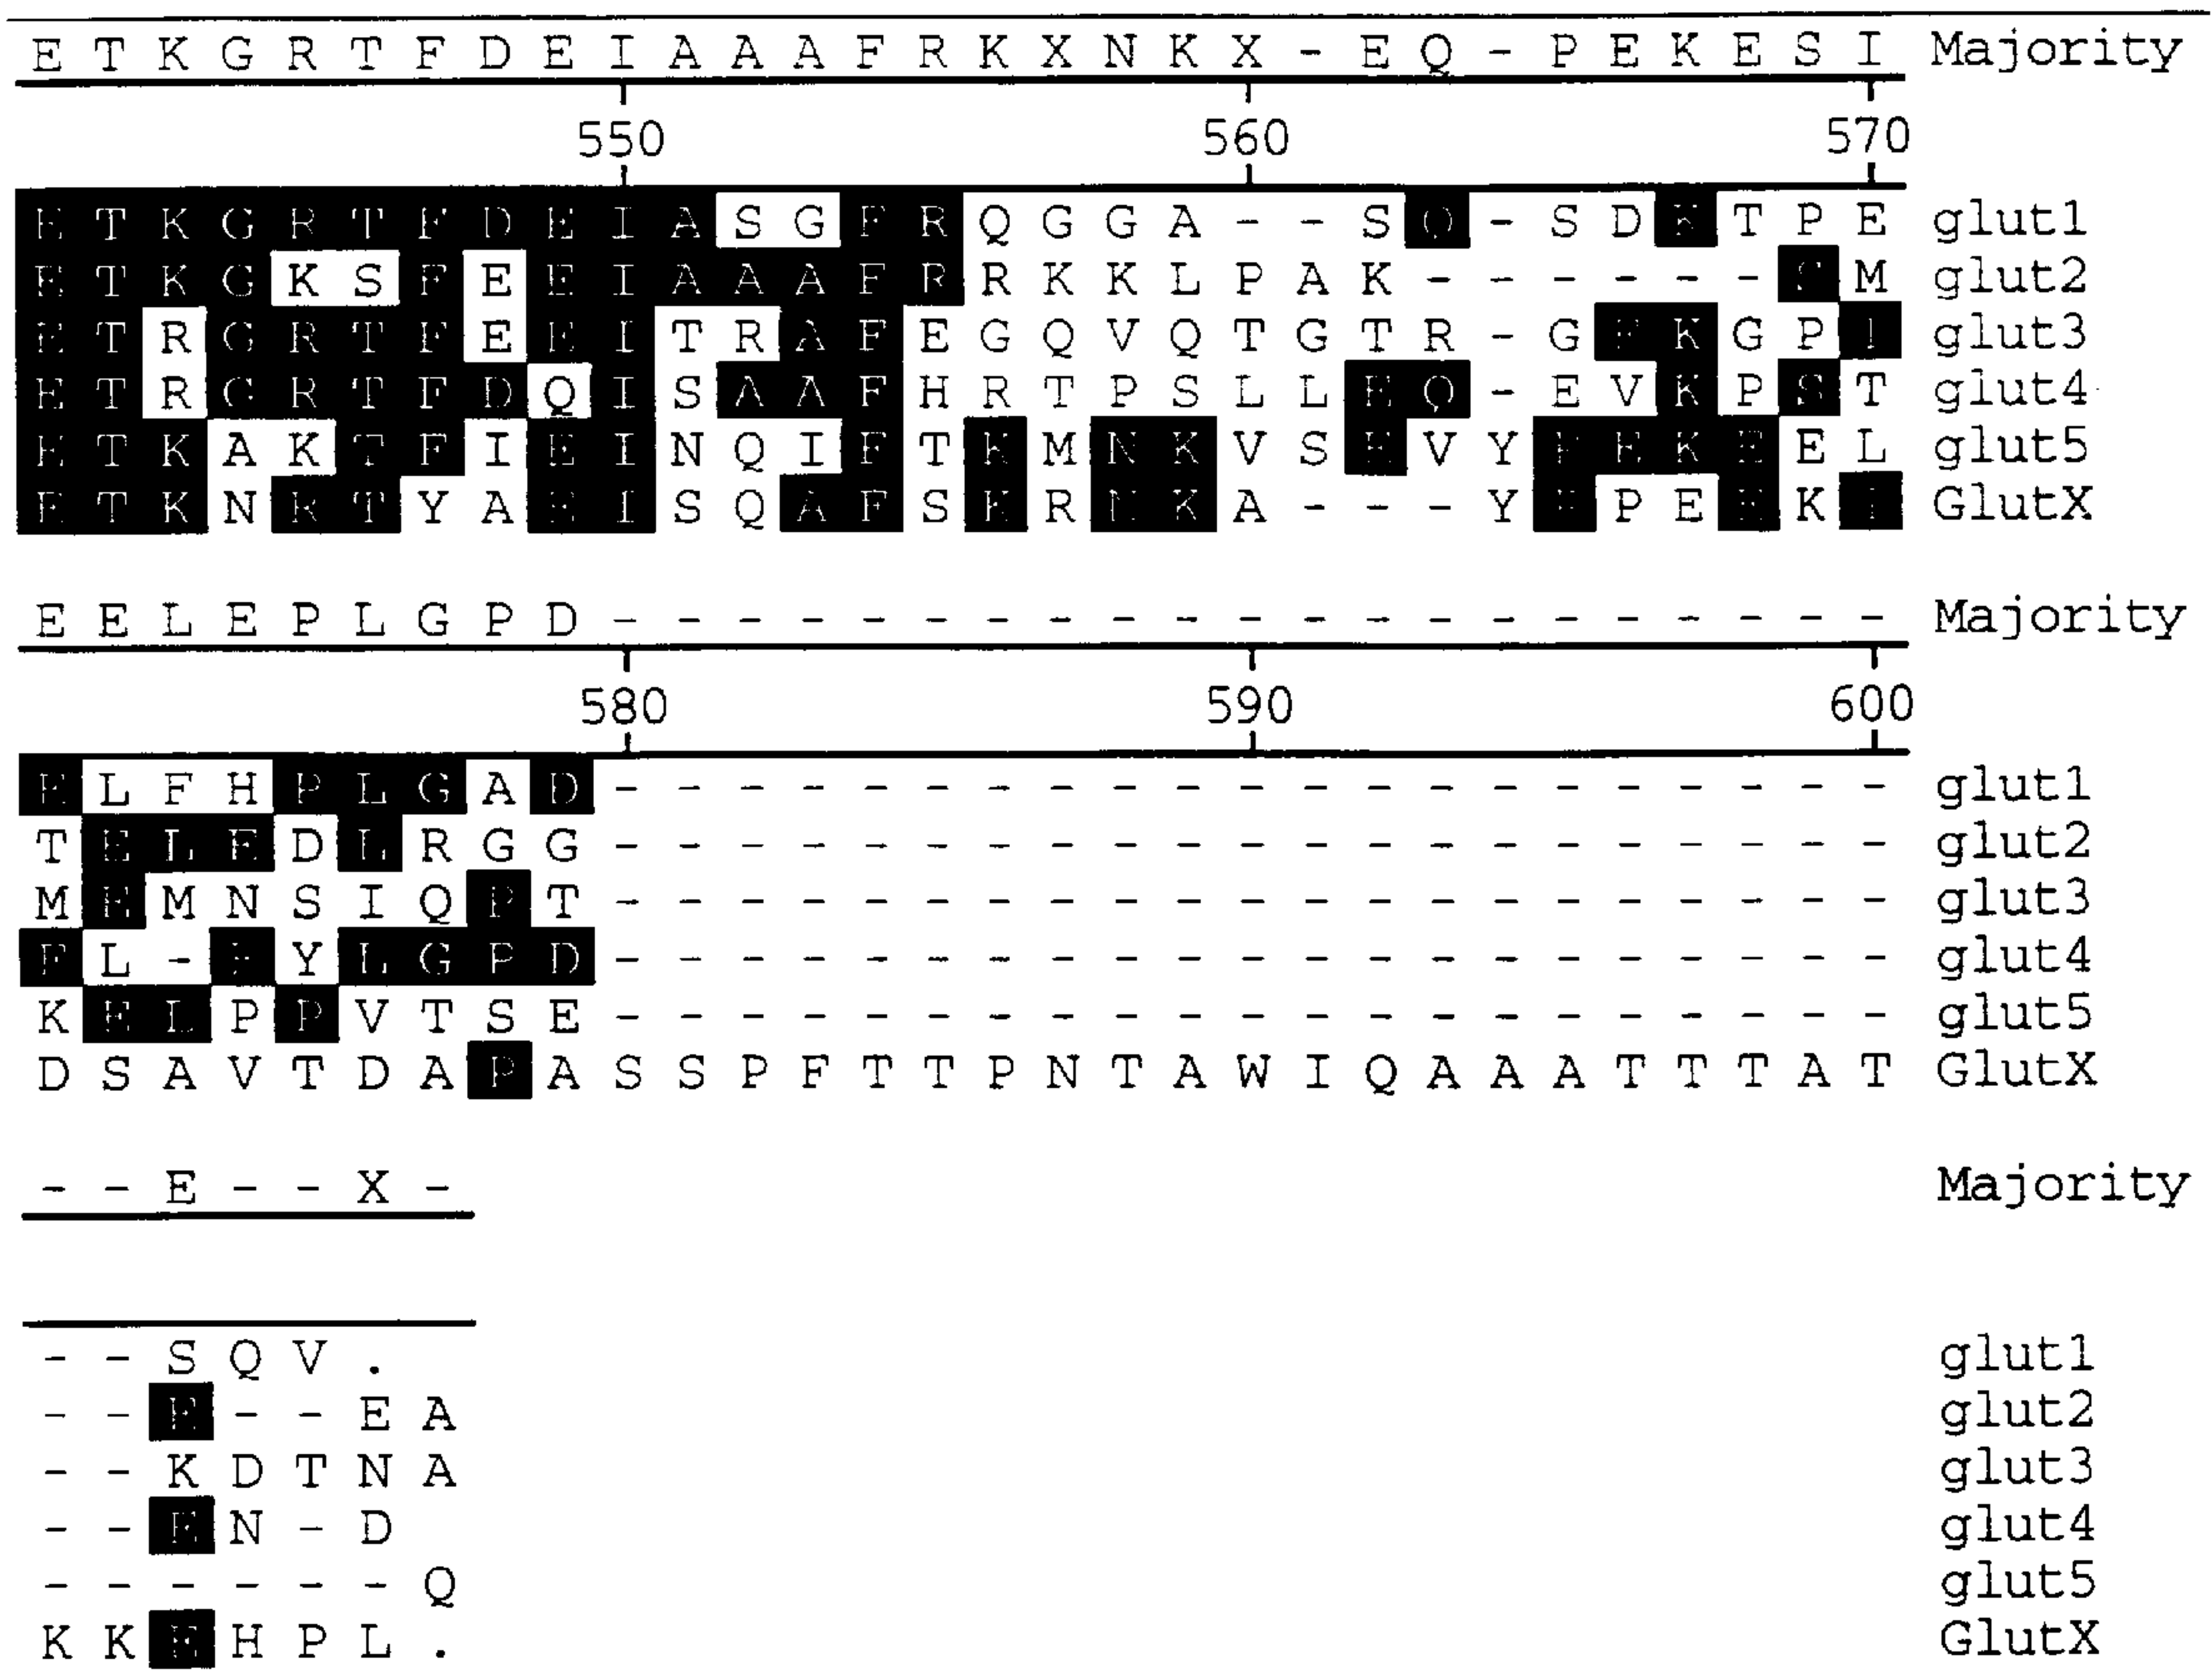 E T K G R T F D E I A A A F R K X N K X - E Q - P E K E S I Majority
550 560 570
E T K G R T F D E I A S G F R Q G G A - - S Q - S D K T P E glut1
E T K G K S F E E I A A A F R R K K L P A K - - - - - - S M glut2
E T R G R T F E E I T R A F E G Q V Q T G T R - G E K G P I glut3
E T R G R T F D Q I S A A F H R T P S L L E Q - E V K P S T glut4
E T K A K T F I E I N Q I F T K M N K V S E V Y P E K E E L glut5
E T K N R T Y A E I S Q A F S K R N K A - - - Y P P E E K I GlutX
E E L E P L G P D - - - - - - - - - - - - - - - - - - - - - Majority
580 590 600
E L F H P L G A D - - - - - - - - - - - - - - - - - - - - - glut1
T E L E D L R G G - - - - - - - - - - - - - - - - - - - - - glut2
M E M N S I Q P T - - - - - - - - - - - - - - - - - - - - - glut3
E L - E Y L G P D - - - - - - - - - - - - - - - - - - - - - glut4
K E L P P V T S E - - - - - - - - - - - - - - - - - - - - - glut5
D S A V T D A P A S S P F T T P N T A W I Q A A A T T T A T GlutX
- - E - - X - Majority
- - S Q V . glut1
- - E - - E A glut2
- - K D T N A glut3
- - E N - D glut4
- - - - - - Q glut5
K K E H P L . GlutX